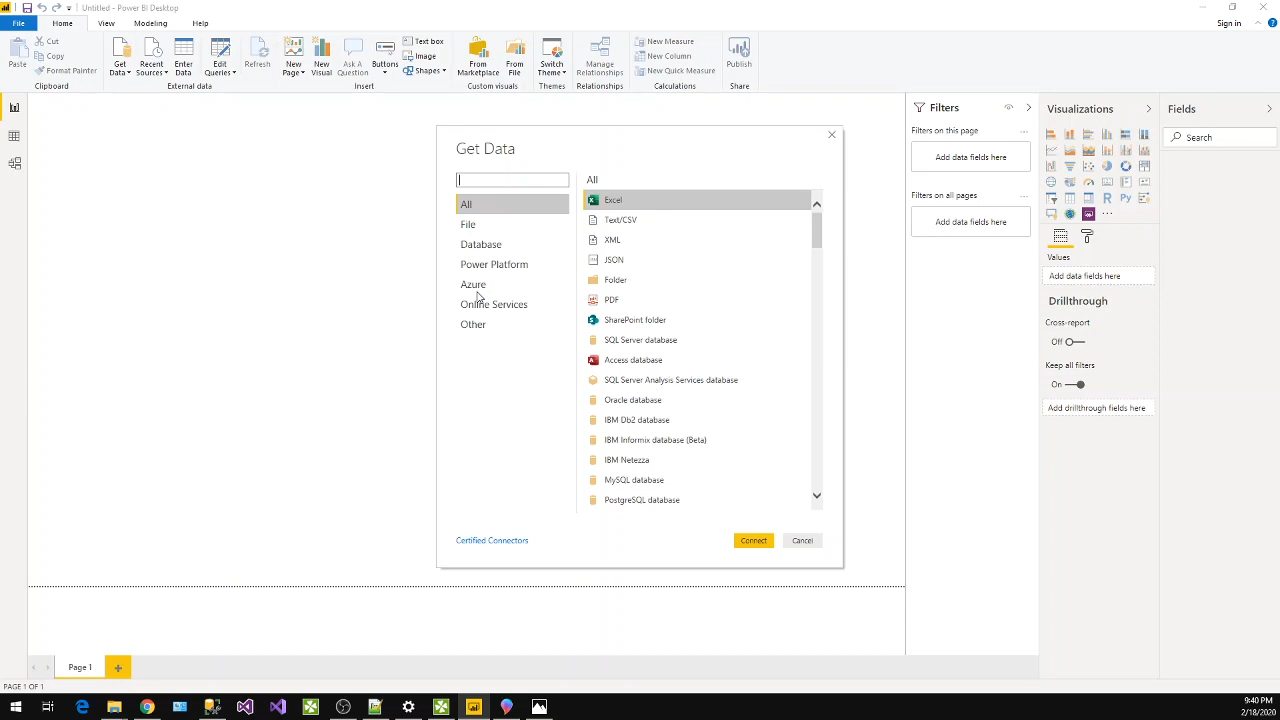 Untitled - Power BI Desktop
File Home View Modeling Help Sign in
Cut
Copy
Format Painter
Paste
Clipboard
Get Data
Recent Sources
Enter Data
Edit Queries
Refresh
External data
New Page
New Visual
Ask A Question
Buttons
Text box
Image
Shapes
Insert
From Marketplace
From File
Custom visuals
Switch Theme
Themes
Manage Relationships
Relationships
New Measure
New Column
New Quick Measure
Calculations
Publish
Share
Get Data
All
File
Database
Power Platform
Azure
Online Services
Other
All
Excel
Text/CSV
XML
JSON
Folder
PDF
SharePoint folder
SQL Server database
Access database
SQL Server Analysis Services database
Oracle database
IBM Db2 database
IBM Informix database (Beta)
IBM Netezza
MySQL database
PostgreSQL database
Certified Connectors
Connect
Cancel
Filters
Filters on this page
...
Add data fields here
Filters on all pages
...
Add data fields here
Visualizations
R Py
...
Values
Add data fields here
Drillthrough
Cross-report
Off
Keep all filters
On
Add drillthrough fields here
Fields
Search
Page 1
PAGE 1 OF 1
9:40 PM
2/18/2020